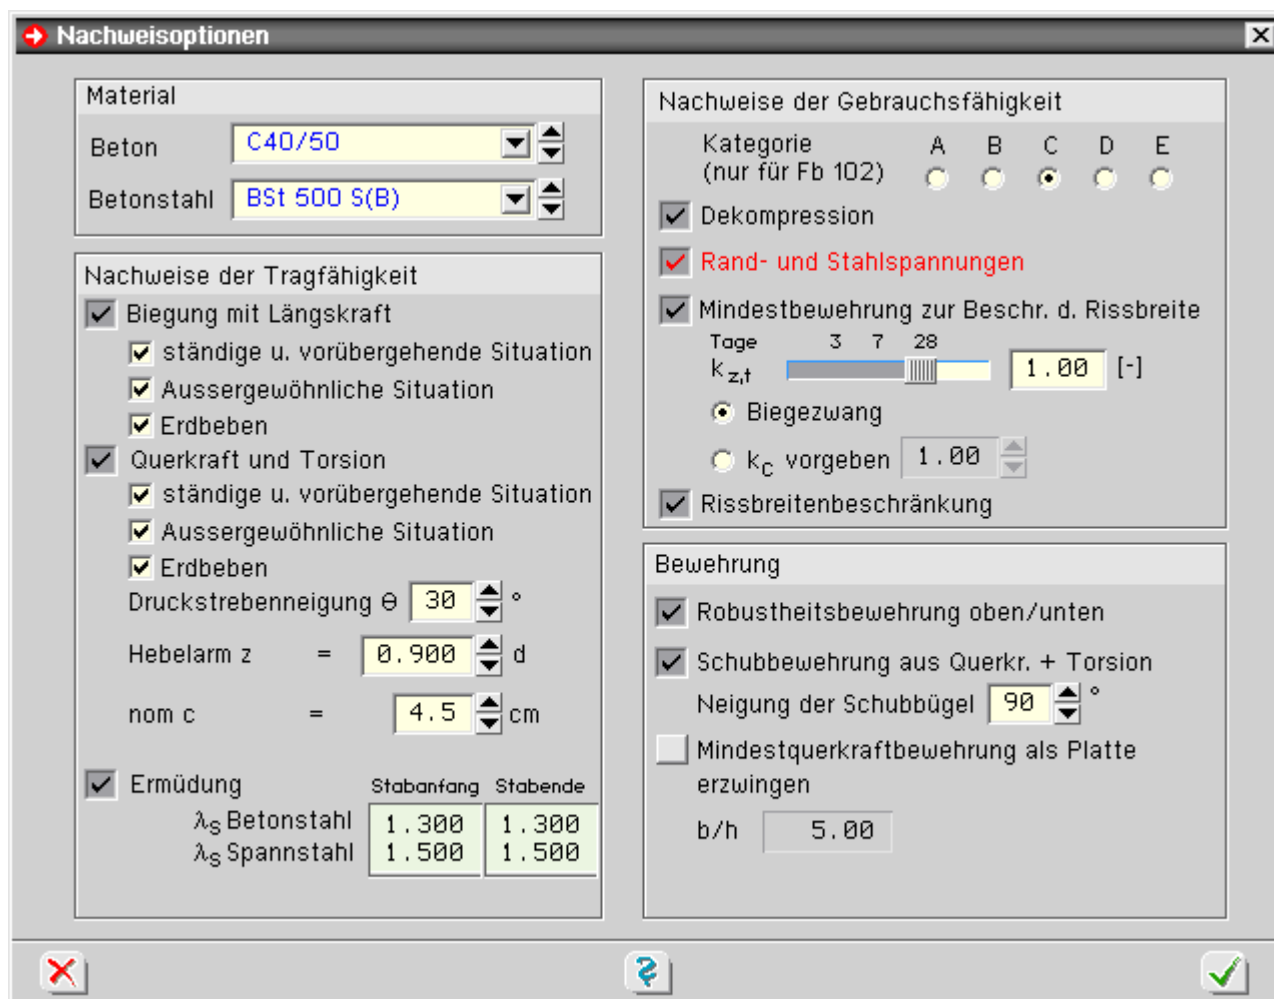 Nachweisoptionen
Material
Beton C40/50
Betonstahl BSt 500 S(B)
Nachweise der Tragfähigkeit
Biegung mit Längskraft
ständige u. vorübergehende Situation
Aussergewöhnliche Situation
Erdbeben
Querkraft und Torsion
ständige u. vorübergehende Situation
Aussergewöhnliche Situation
Erdbeben
Druckstrebenneigung Θ 30 °
Hebelarm z = 0.900 d
nom c = 4.5 cm
Ermüdung Stabanfang Stabende
λS Betonstahl 1.300 1.300
λS Spannstahl 1.500 1.500
Nachweise der Gebrauchsfähigkeit
Kategorie A B C D E
(nur für Fb 102)
Dekompression
Rand- und Stahlspannungen
Mindestbewehrung zur Beschr. d. Rissbreite
Tage 3 7 28
kz,t 1.00 [-]
Biegezwang
kC vorgeben 1.00
Rissbreitenbeschränkung
Bewehrung
Robustheitsbewehrung oben/unten
Schubbewehrung aus Querkr. + Torsion
Neigung der Schubbügel 90 °
Mindestquerkraftbewehrung als Platte
erzwingen
b/h 5.00